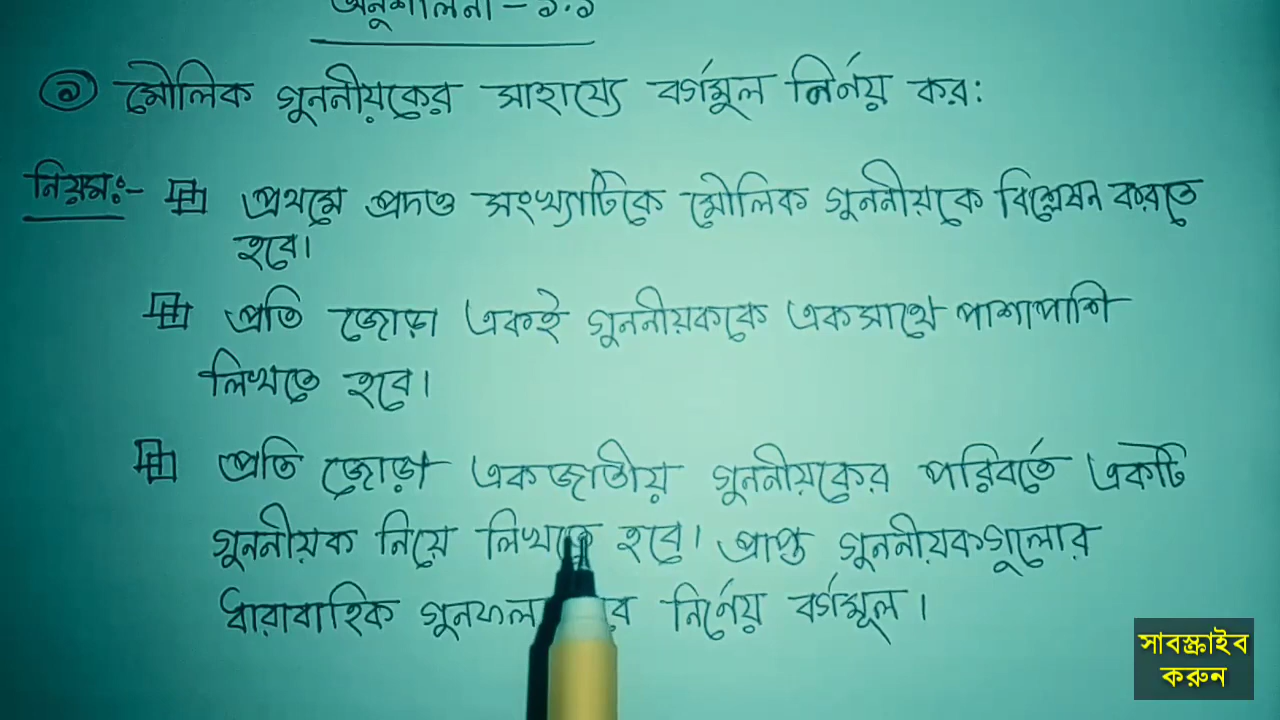 অনুশীলনী - ১.১
১ মৌলিক গুননীয়কের সাহায্যে বর্গমূল নির্নয় কর:
নিয়ম:- প্রথমে প্রদত্ত সংখ্যাটিকে মৌলিক গুননীয়কে বিশ্লেষন করতে
হবে।
প্রতি জোড়া একই গুননীয়ককে একসাথে পাশাপাশি
লিখতে হবে।
প্রতি জোড়া একজাতীয় গুননীয়কের পরিবর্তে একটি
গুননীয়ক নিয়ে লিখতে হবে। প্রাপ্ত গুননীয়কগুলোর
ধারাবাহিক গুনফল নির্নেয় বর্গমূল।
সাবস্ক্রাইব
করুন